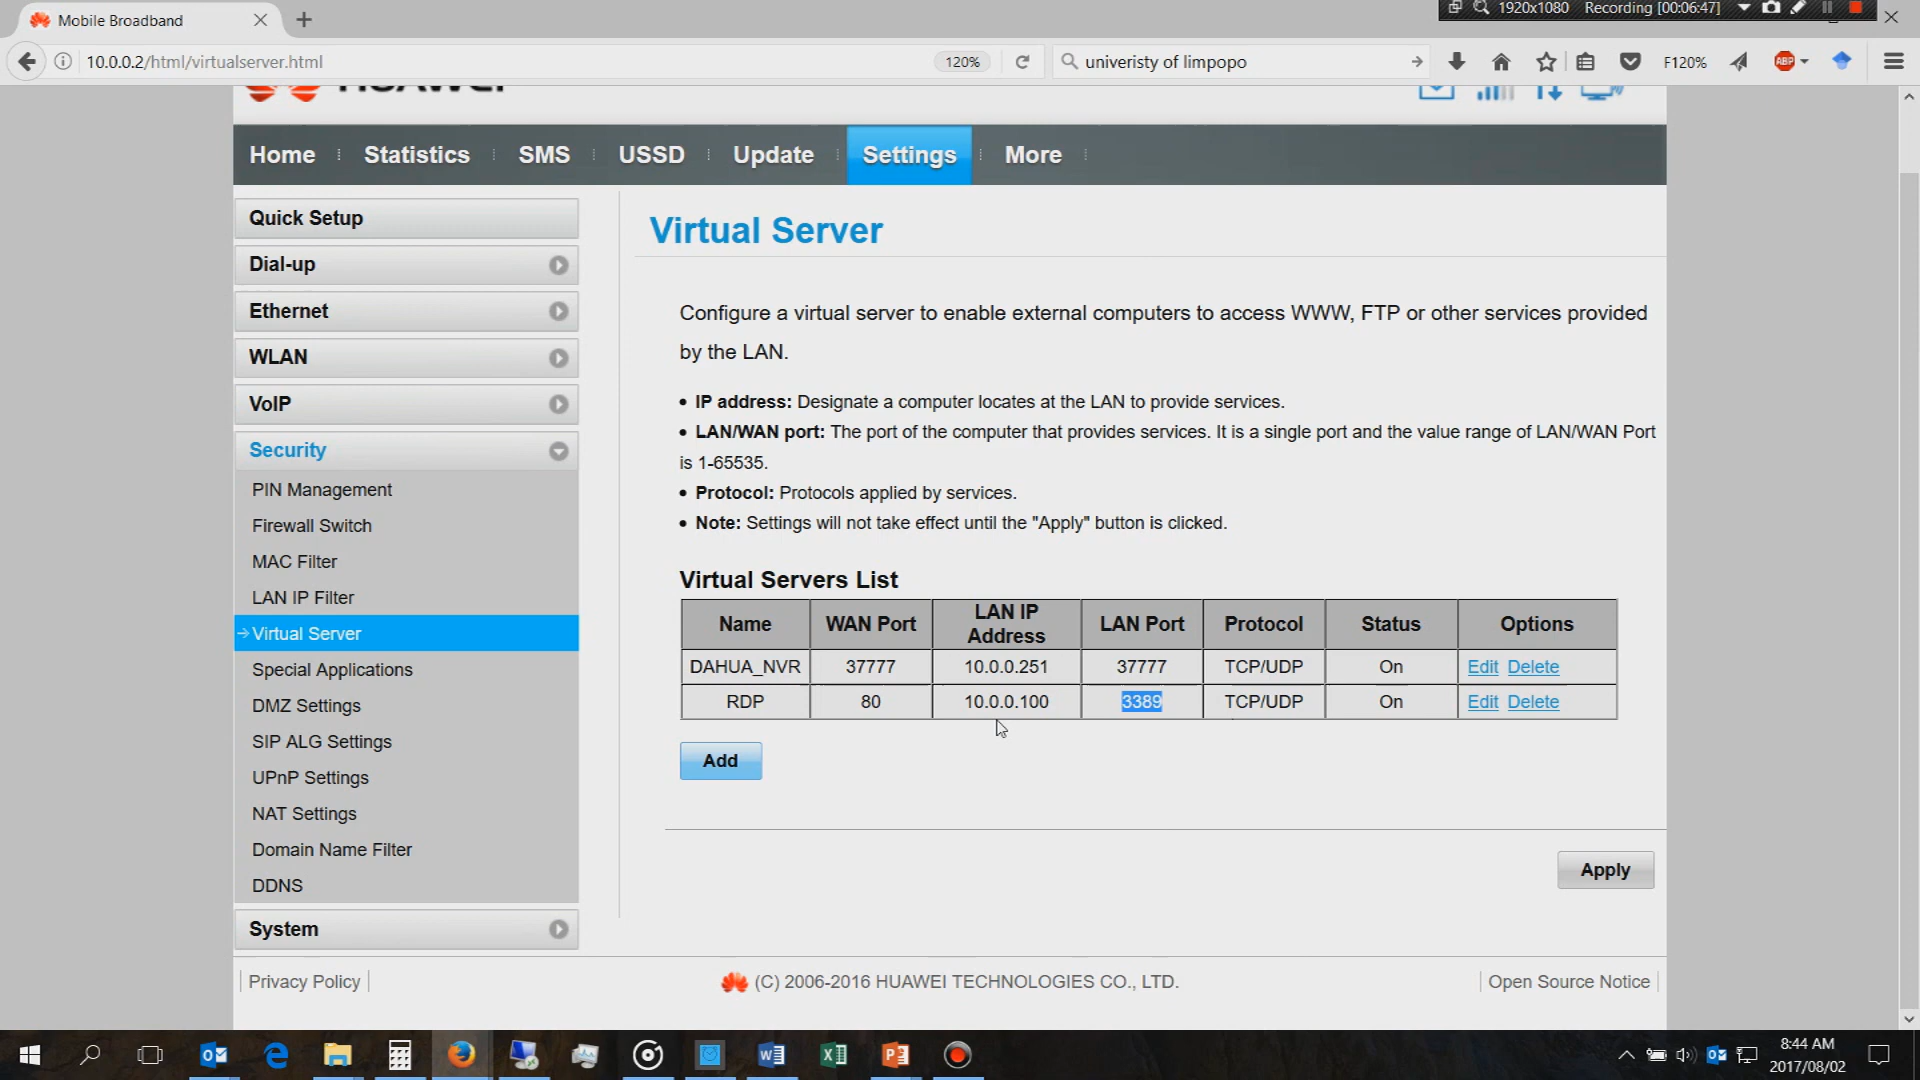 Mobile Broadband
1920x1080 Recording [00:06:47]
10.0.0.2/html/virtualserver.html
120%
univeristy of limpopo
F120%
ABP
HUAWEI
Home
Statistics
SMS
USSD
Update
Settings
More
Quick Setup
Dial-up
Ethernet
WLAN
VoIP
Security
PIN Management
Firewall Switch
MAC Filter
LAN IP Filter
Virtual Server
Special Applications
DMZ Settings
SIP ALG Settings
UPnP Settings
NAT Settings
Domain Name Filter
DDNS
System
Virtual Server
Configure a virtual server to enable external computers to access WWW, FTP or other services provided
by the LAN.
• IP address: Designate a computer locates at the LAN to provide services.
• LAN/WAN port: The port of the computer that provides services. It is a single port and the value range of LAN/WAN Port
is 1-65535.
• Protocol: Protocols applied by services.
• Note: Settings will not take effect until the "Apply" button is clicked.
Virtual Servers List
Name WAN Port LAN IP Address LAN Port Protocol Status Options
DAHUA_NVR 37777 10.0.0.251 37777 TCP/UDP On Edit Delete
RDP 80 10.0.0.100 3389 TCP/UDP On Edit Delete
Add
Apply
Privacy Policy
(C) 2006-2016 HUAWEI TECHNOLOGIES CO., LTD.
Open Source Notice
8:44 AM
2017/08/02